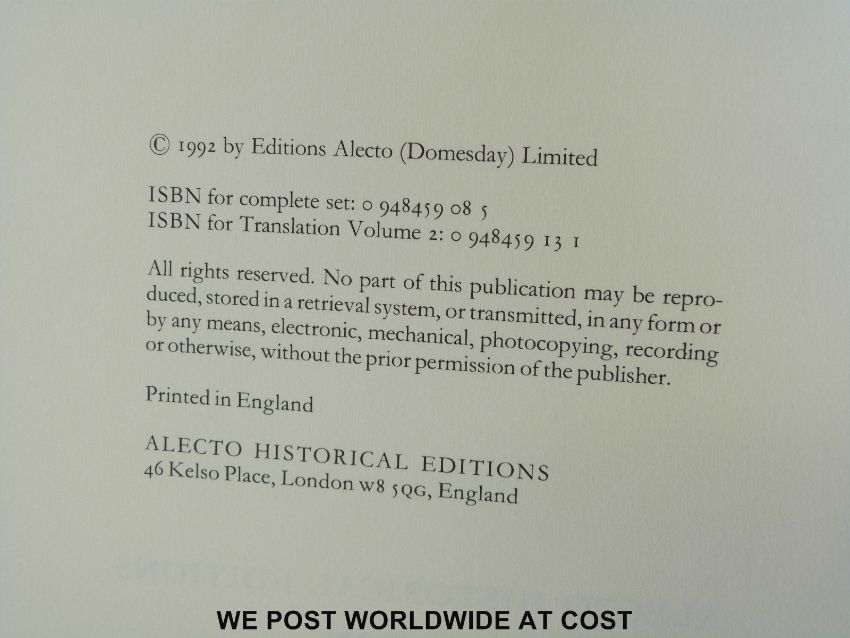 © 1992 by Editions Alecto (Domesday) Limited
ISBN for complete set: 0 948459 08 5
ISBN for Translation Volume 2: 0 948459 13 1
All rights reserved. No part of this publication may be repro-
duced, stored in a retrieval system, or transmitted, in any form or
by any means, electronic, mechanical, photocopying, recording
or otherwise, without the prior permission of the publisher.
Printed in England
ALECTO HISTORICAL EDITIONS
46 Kelso Place, London W8 5QG, England
WE POST WORLDWIDE AT COST